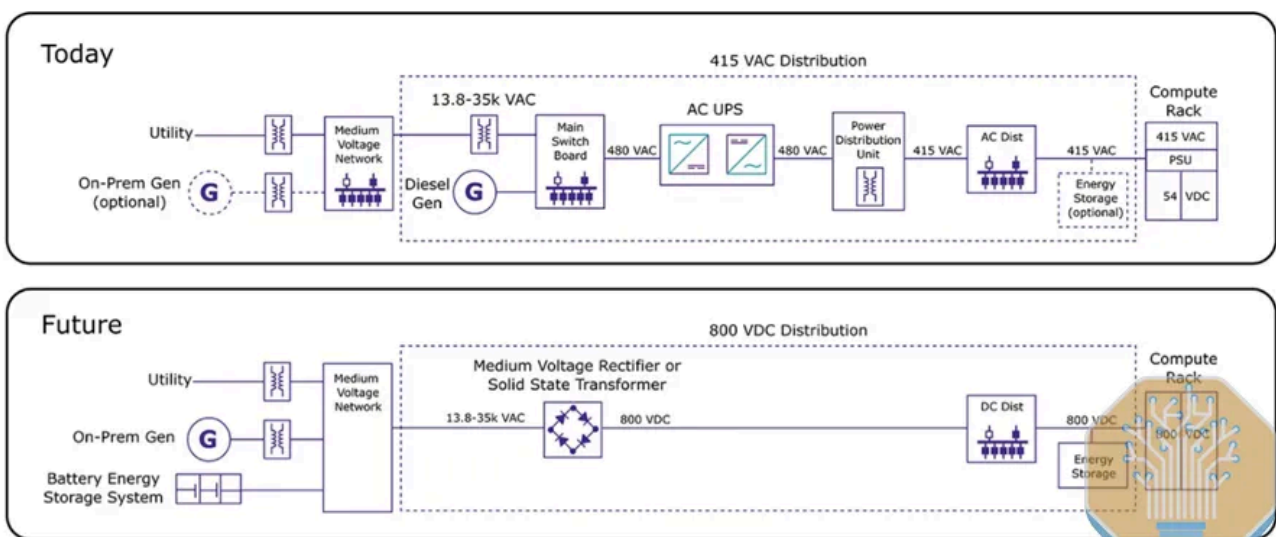 Today
415 VAC Distribution
13.8-35k VAC
AC UPS
Compute
Rack
Utility
Medium
Voltage
Network
Main
Switch
Board
480 VAC
480 VAC
Power
Distribution
Unit
415 VAC
AC Dist
415 VAC
415 VAC
PSU
54 VDC
On-Prem Gen
(optional)
G
Diesel
Gen
G
Energy
Storage
(optional)
Future
800 VDC Distribution
Medium Voltage Rectifier or
Solid State Transformer
Compute
Rack
Utility
Medium
Voltage
Network
13.8-35k VAC
800 VDC
DC Dist
800 VDC
800 VDC
On-Prem Gen
G
Energy
Storage
Battery Energy
Storage System